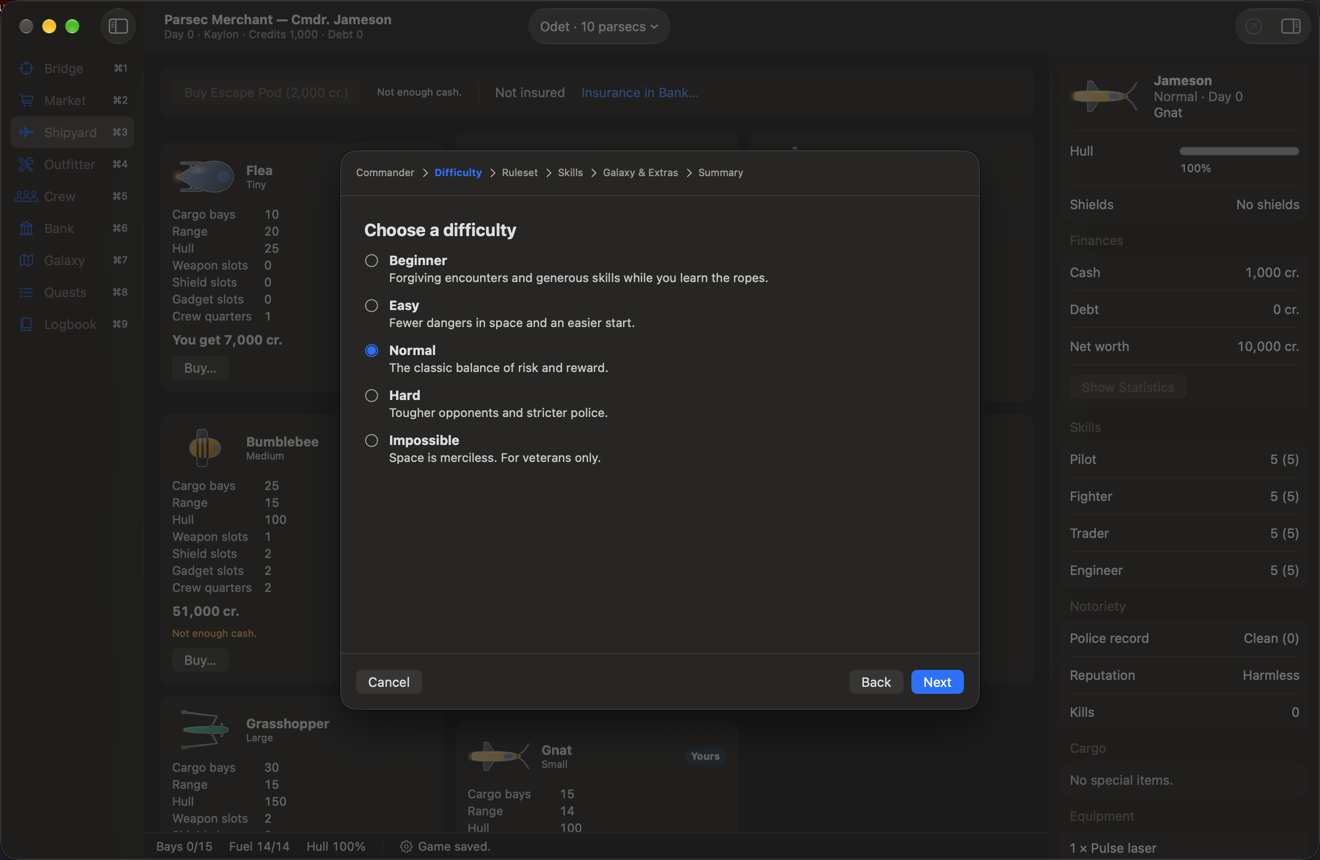 Parsec Merchant — Cmdr. Jameson
Day 0 · Kaylon · Credits 1,000 · Debt 0
Odet · 10 parsecs
Bridge ⌘1
Market ⌘2
Shipyard ⌘3
Outfitter ⌘4
Crew ⌘5
Bank ⌘6
Galaxy ⌘7
Quests ⌘8
Logbook ⌘9
Buy Escape Pod (2,000 cr.) Not enough cash. Not insured Insurance in Bank...
Flea
Tiny
Cargo bays 10
Range 20
Hull 25
Weapon slots 0
Shield slots 0
Gadget slots 0
Crew quarters 1
You get 7,000 cr.
Buy...
Bumblebee
Medium
Cargo bays 25
Range 15
Hull 100
Weapon slots 1
Shield slots 2
Gadget slots 2
Crew quarters 2
51,000 cr.
Not enough cash.
Buy...
Grasshopper
Large
Cargo bays 30
Range 15
Hull 150
Weapon slots 2
Gnat
Small
Yours
Cargo bays 15
Range 14
Hull 100
Commander > Difficulty > Ruleset > Skills > Galaxy & Extras > Summary
Choose a difficulty
Beginner
Forgiving encounters and generous skills while you learn the ropes.
Easy
Fewer dangers in space and an easier start.
Normal
The classic balance of risk and reward.
Hard
Tougher opponents and stricter police.
Impossible
Space is merciless. For veterans only.
Cancel Back Next
Jameson
Normal · Day 0
Gnat
Hull
100%
Shields No shields
Finances
Cash 1,000 cr.
Debt 0 cr.
Net worth 10,000 cr.
Show Statistics
Skills
Pilot 5 (5)
Fighter 5 (5)
Trader 5 (5)
Engineer 5 (5)
Notoriety
Police record Clean (0)
Reputation Harmless
Kills 0
Cargo
No special items.
Equipment
1 × Pulse laser
Bays 0/15 Fuel 14/14 Hull 100% Game saved.